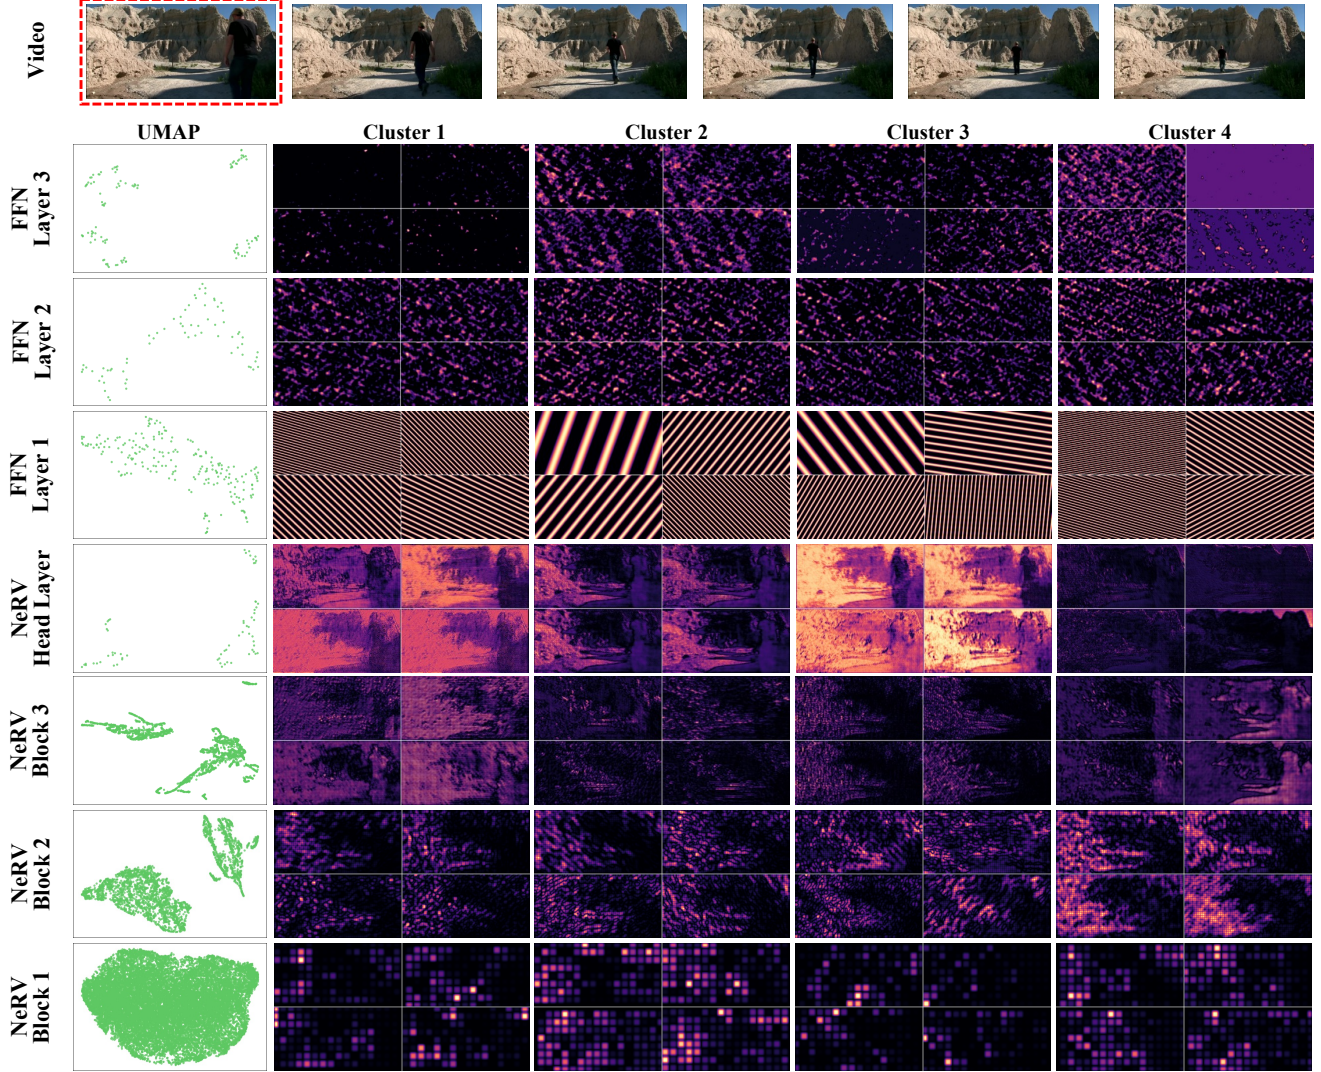 Video
UMAP
Cluster 1
Cluster 2
Cluster 3
Cluster 4
FFN
Layer 3
FFN
Layer 2
FFN
Layer 1
NeRV
Head Layer
NeRV
Block 3
NeRV
Block 2
NeRV
Block 1